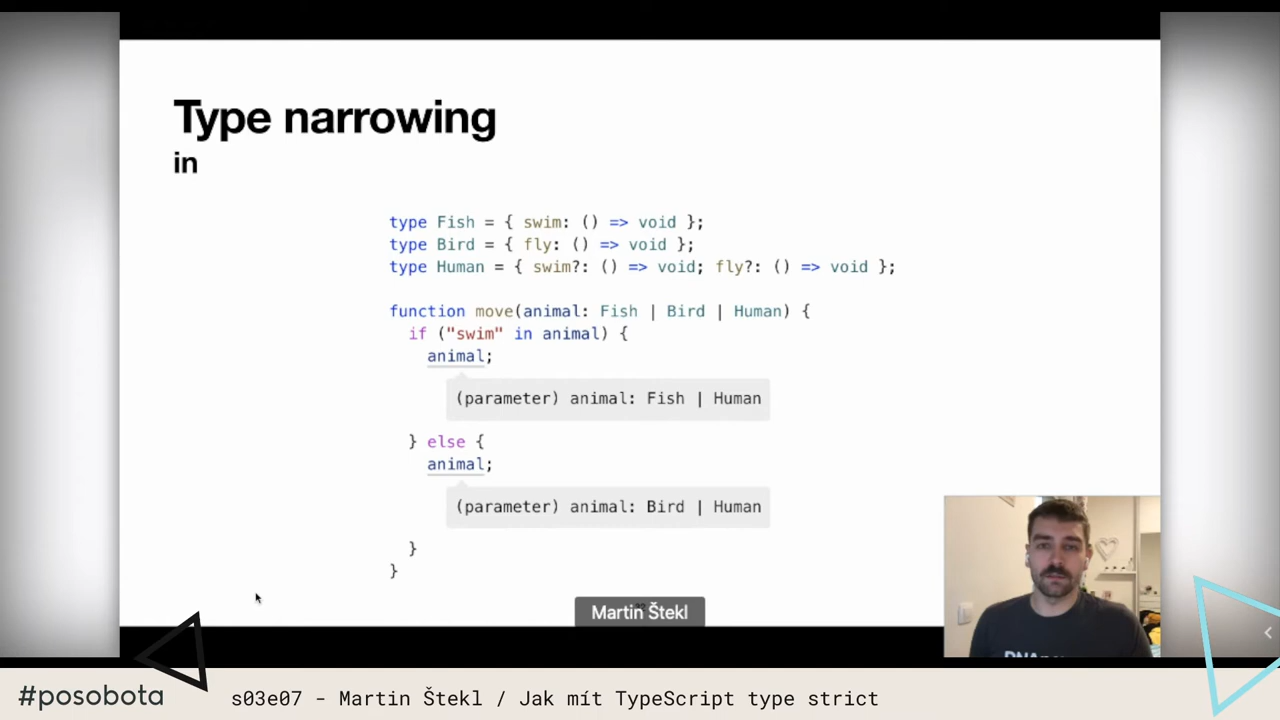 Type narrowing
in
type Fish = { swim: () => void };
type Bird = { fly: () => void };
type Human = { swim?: () => void; fly?: () => void };
function move(animal: Fish | Bird | Human) {
if ("swim" in animal) {
animal;
(parameter) animal: Fish | Human
} else {
animal;
(parameter) animal: Bird | Human
}
}
Martin Štekl
#posobota
s03e07 - Martin Štekl / Jak mít TypeScript type strict